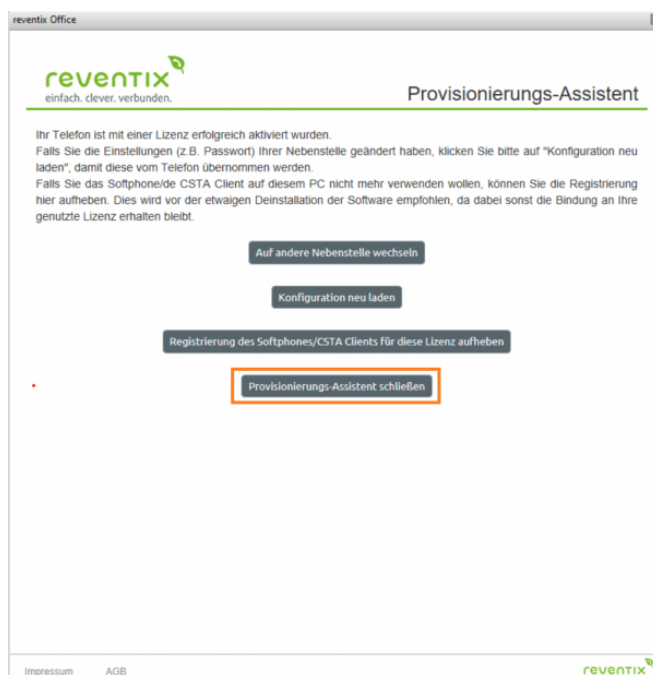 reventix Office
reventix
einfach. clever. verbunden.
Provisionierungs-Assistent
Ihr Telefon ist mit einer Lizenz erfolgreich aktiviert wurden.
Falls Sie die Einstellungen (z.B. Passwort) Ihrer Nebenstelle geändert haben, klicken Sie bitte auf "Konfiguration neu
laden", damit diese vom Telefon übernommen werden.
Falls Sie das Softphone/de CSTA Client auf diesem PC nicht mehr verwenden wollen, können Sie die Registrierung
hier aufheben. Dies wird vor der etwaigen Deinstallation der Software empfohlen, da dabei sonst die Bindung an Ihre
genutzte Lizenz erhalten bleibt.
Auf andere Nebenstelle wechseln
Konfiguration neu laden
Registrierung des Softphones/CSTA Clients für diese Lizenz aufheben
Provisionierungs-Assistent schließen
Impressum AGB
reventix